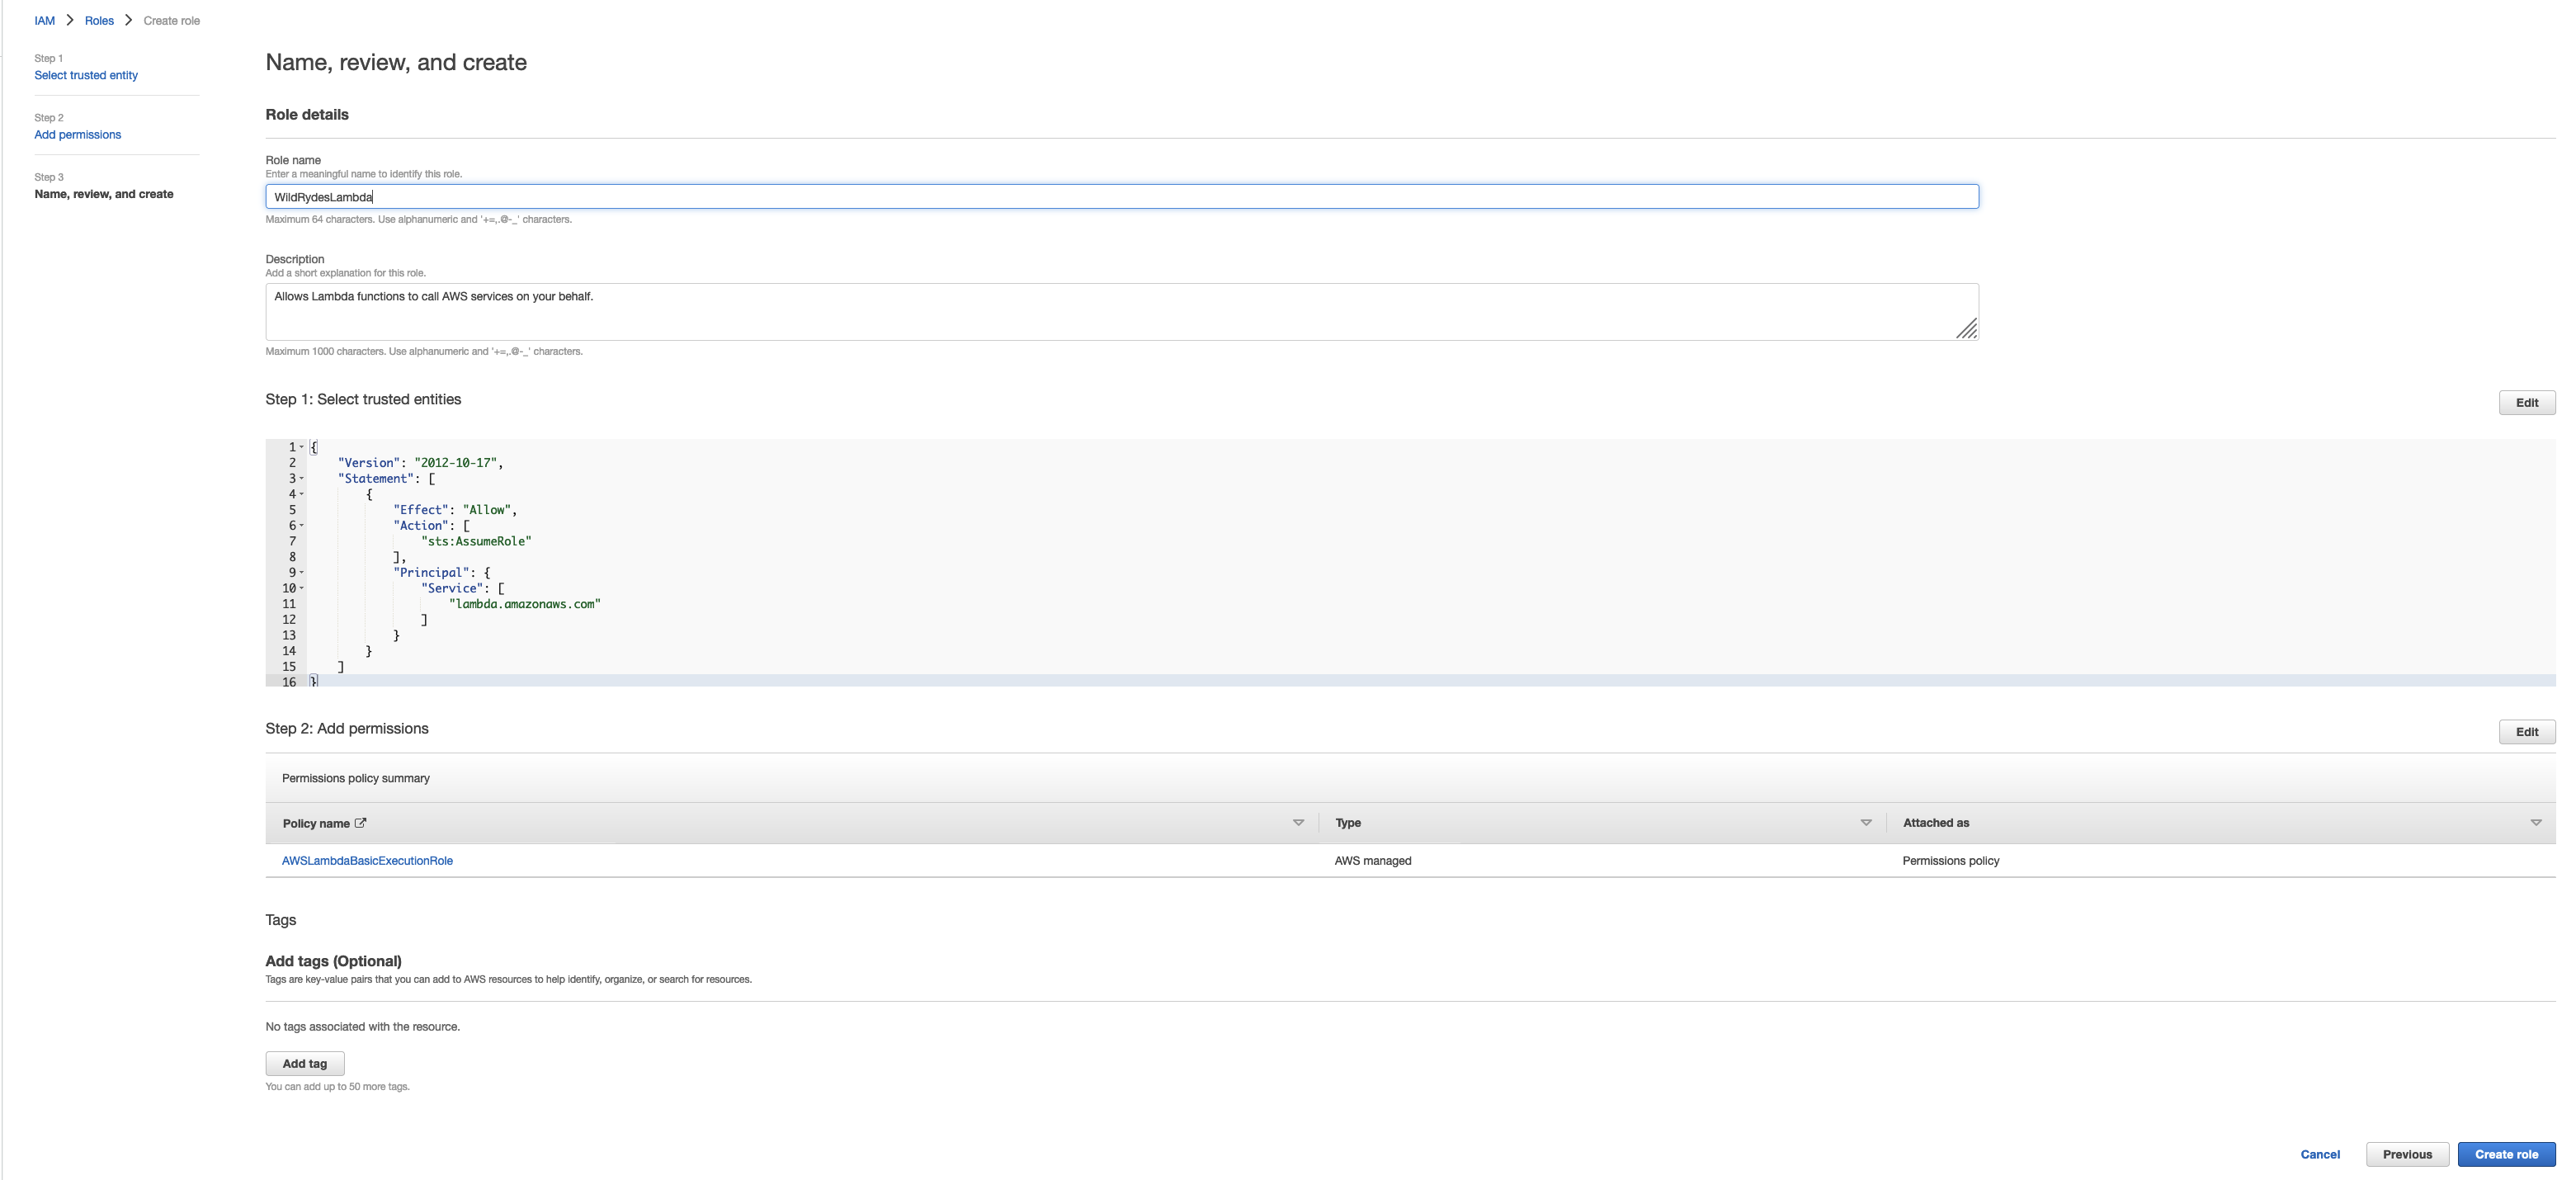 IAM > Roles > Create role
Step 1
Select trusted entity
Step 2
Add permissions
Step 3
Name, review, and create
Name, review, and create
Role details
Role name
Enter a meaningful name to identify this role.
WildRydesLambda
Maximum 64 characters. Use alphanumeric and '+=,.@-_' characters.
Description
Add a short explanation for this role.
Allows Lambda functions to call AWS services on your behalf.
Maximum 1000 characters. Use alphanumeric and '+=,.@-_' characters.
Step 1: Select trusted entities
Edit
1 {
2     "Version": "2012-10-17",
3     "Statement": [
4         {
5             "Effect": "Allow",
6             "Action": [
7                 "sts:AssumeRole"
8             ],
9             "Principal": {
10                 "Service": [
11                     "lambda.amazonaws.com"
12                 ]
13             }
14         }
15     ]
16 }
Step 2: Add permissions
Edit
Permissions policy summary
Policy name Type Attached as
AWSLambdaBasicExecutionRole AWS managed Permissions policy
Tags
Add tags (Optional)
Tags are key-value pairs that you can add to AWS resources to help identify, organize, or search for resources.
No tags associated with the resource.
Add tag
You can add up to 50 more tags.
Cancel Previous Create role